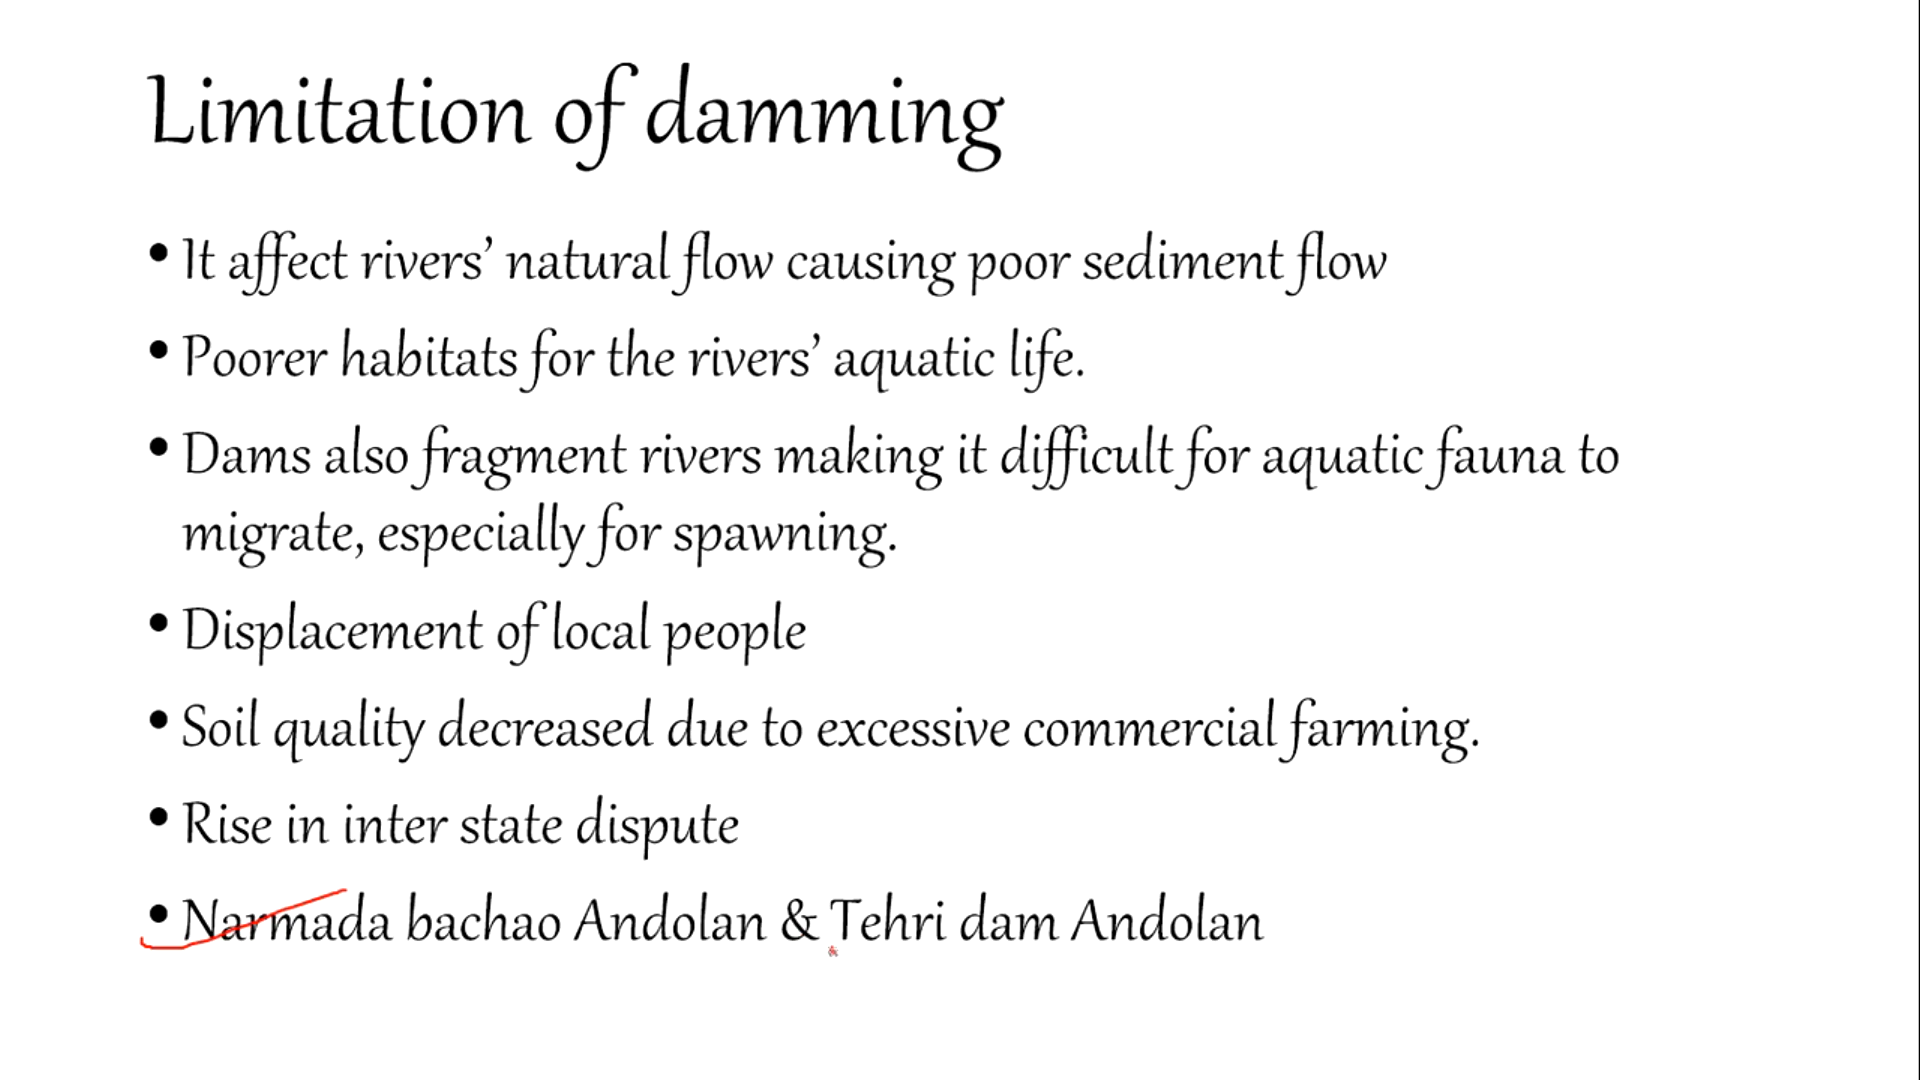 Limitation of damming
• It affect rivers’ natural flow causing poor sediment flow
• Poorer habitats for the rivers’ aquatic life.
• Dams also fragment rivers making it difficult for aquatic fauna to
migrate, especially for spawning.
• Displacement of local people
• Soil quality decreased due to excessive commercial farming.
• Rise in inter state dispute
• Narmada bachao Andolan & Tehri dam Andolan